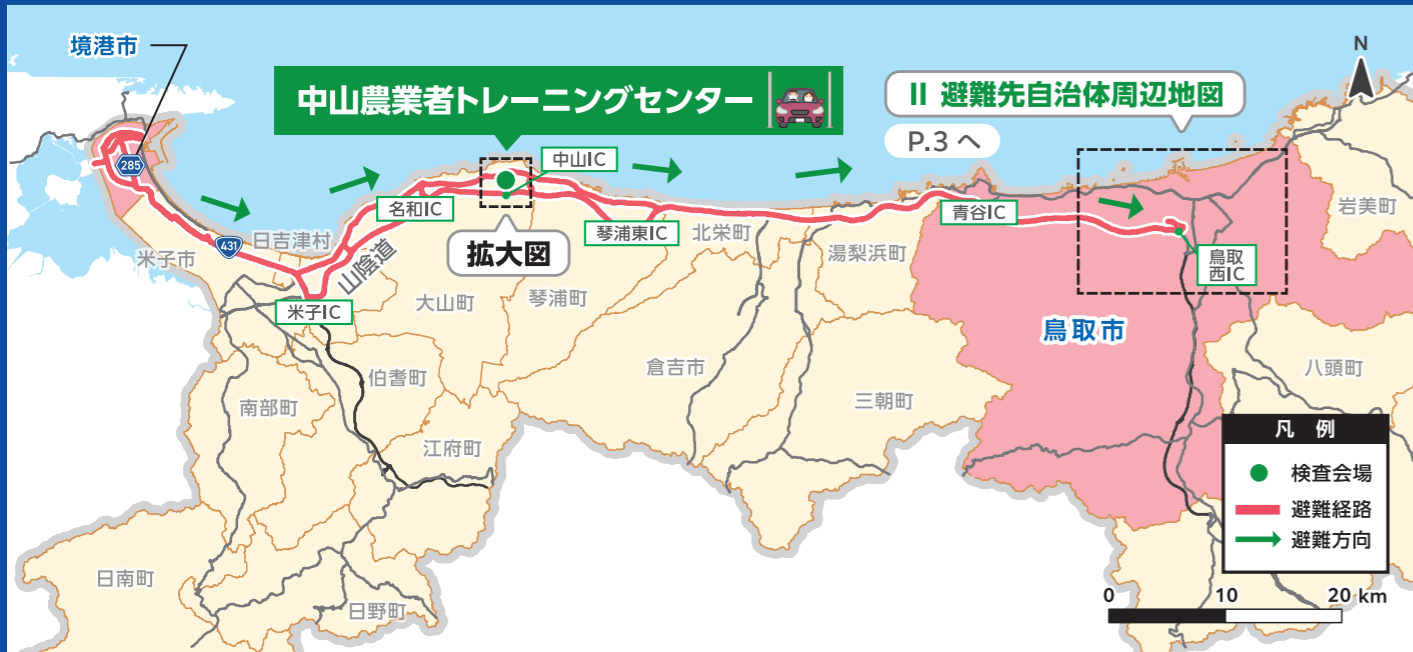 境港市
中山農業者トレーニングセンター
II 避難先自治体周辺地図
P.3 へ
N
285
中山IC
名和IC
青谷IC
岩美町
431
日吉津村
米子市
山陰道
拡大図
琴浦東IC
北栄町
湯梨浜町
鳥取
西IC
米子IC
大山町
琴浦町
鳥取市
伯耆町
倉吉市
八頭町
南部町
三朝町
江府町
凡 例
検査会場
避難経路
避難方向
日南町
日野町
0 10 20 km